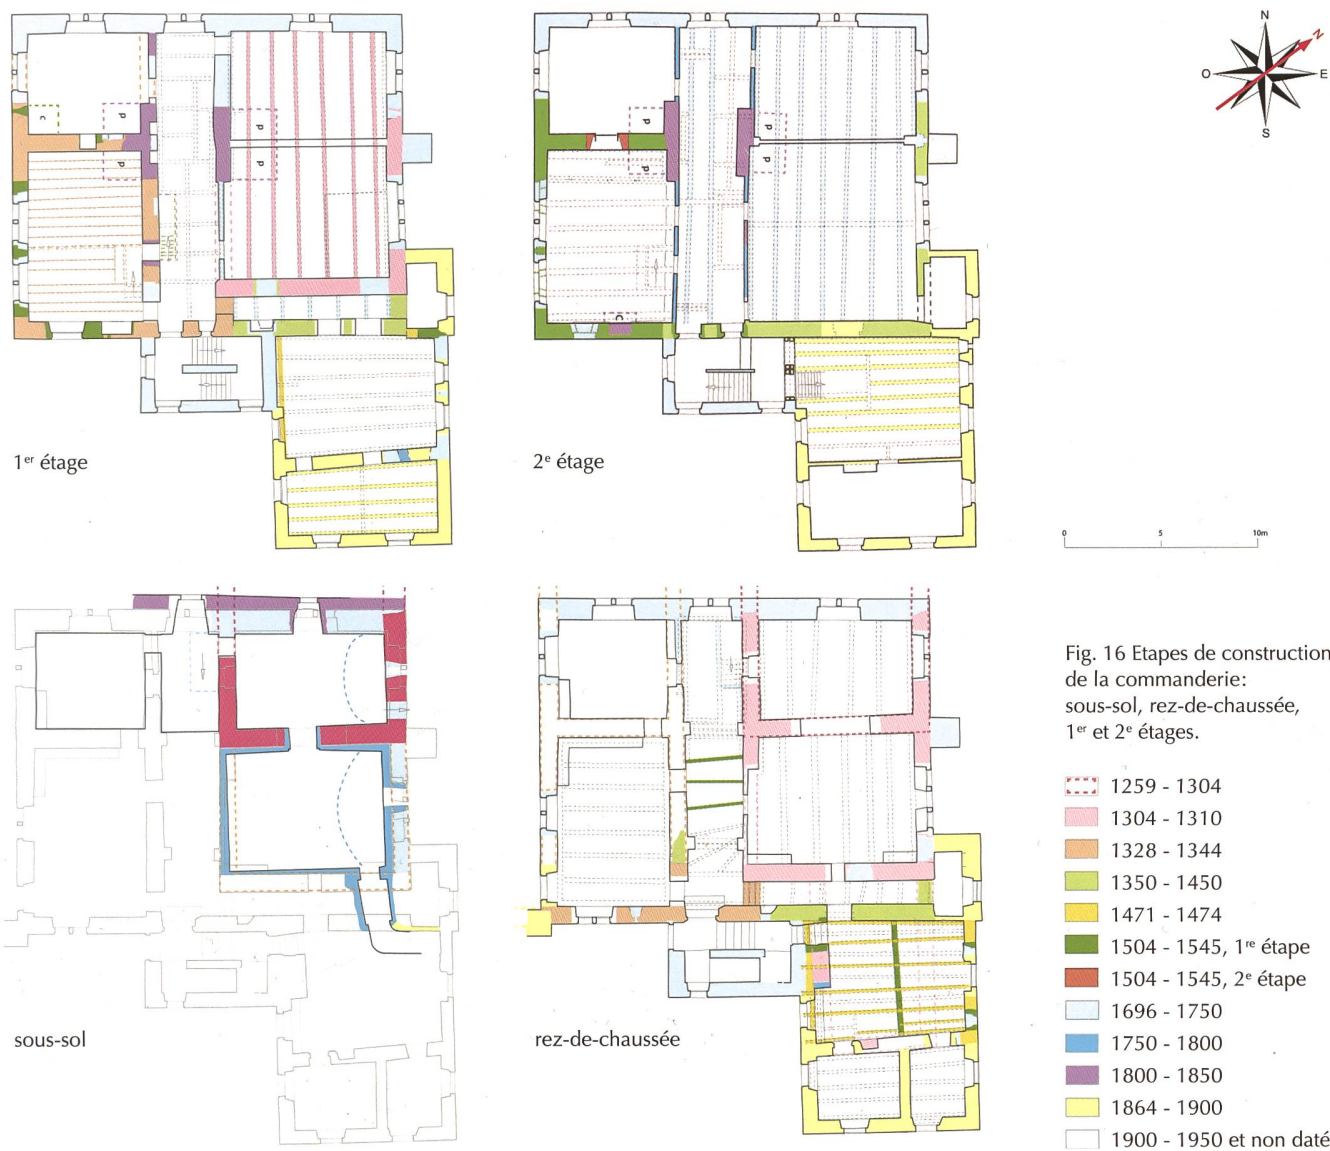 N
N
O
E
S
c
d
d
d
d
d
d
d
d
c
1er étage
2e étage
0 5 10m
sous-sol
rez-de-chaussée
Fig. 16 Etapes de construction
de la commanderie:
sous-sol, rez-de-chaussée,
1er et 2e étages.
1259 - 1304
1304 - 1310
1328 - 1344
1350 - 1450
1471 - 1474
1504 - 1545, 1re étape
1504 - 1545, 2e étape
1696 - 1750
1750 - 1800
1800 - 1850
1864 - 1900
1900 - 1950 et non daté